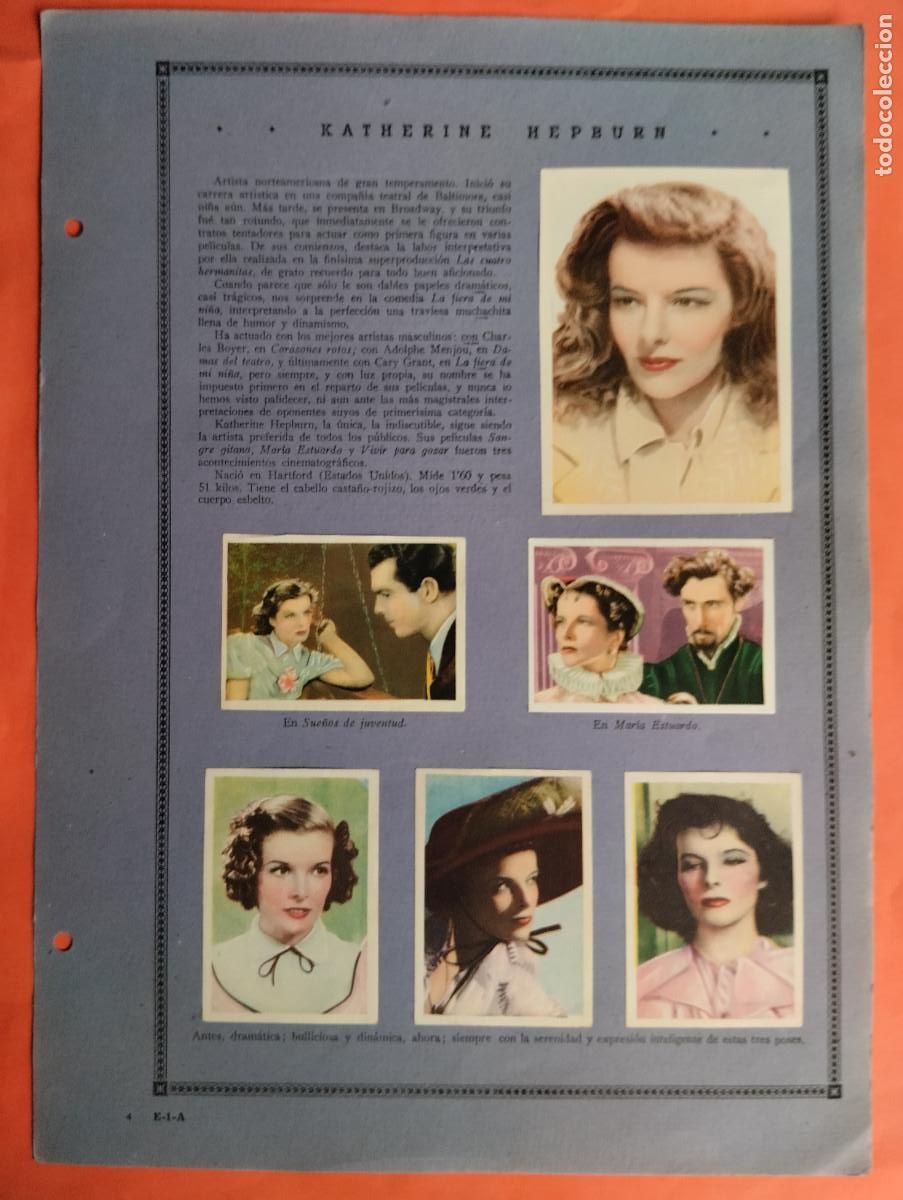 KATHERINE HEPBURN
Artista norteamericana de gran temperamento. Inició su
carrera artística en una compañía teatral de Baltimore, casi
niña aún. Más tarde, se presenta en Broadway, y su triunfo
fué tan rotundo, que inmediatamente se le ofrecieron con-
tratos tentadores para actuar como primera figura en varias
películas. De sus comienzos, destaca la labor interpretativa
por ella realizada en la finísima superproducción Las cuatro
hermanitas, de grato recuerdo para todo buen aficionado.
Cuando parece que sólo le son dables papeles dramáticos,
casi trágicos, nos sorprende en la comedia La fiera de mi
niña, interpretando a la perfección una traviesa muchachita
llena de humor y dinamismo.
Ha actuado con los mejores artistas masculinos: con Char-
les Boyer, en Corazones rotos; con Adolphe Menjou, en Da-
mas del teatro, y últimamente con Cary Grant, en La fiera de
mi niña, pero siempre, y con luz propia, su nombre se ha
impuesto primero en el reparto de sus películas, y nunca lo
hemos visto palidecer, ni aun ante las más magistrales inter-
pretaciones de oponentes suyos de primerísima categoría.
Katherine Hepburn, la única, la indiscutible, sigue siendo
la artista preferida de todos los públicos. Sus películas San-
gre gitana, María Estuardo y Vivir para gozar fueron tres
acontecimientos cinematográficos.
Nació en Hartford (Estados Unidos). Mide 1'60 y pesa
51 kilos. Tiene el cabello castaño-rojizo, los ojos verdes y el
cuerpo esbelto.
En Sueños de juventud.
En María Estuardo.
Antes, dramática; bulliciosa y dinámica, ahora; siempre con la serenidad y expresión inteligente de estas tres poses.
4 E-1-A
todocoleccion